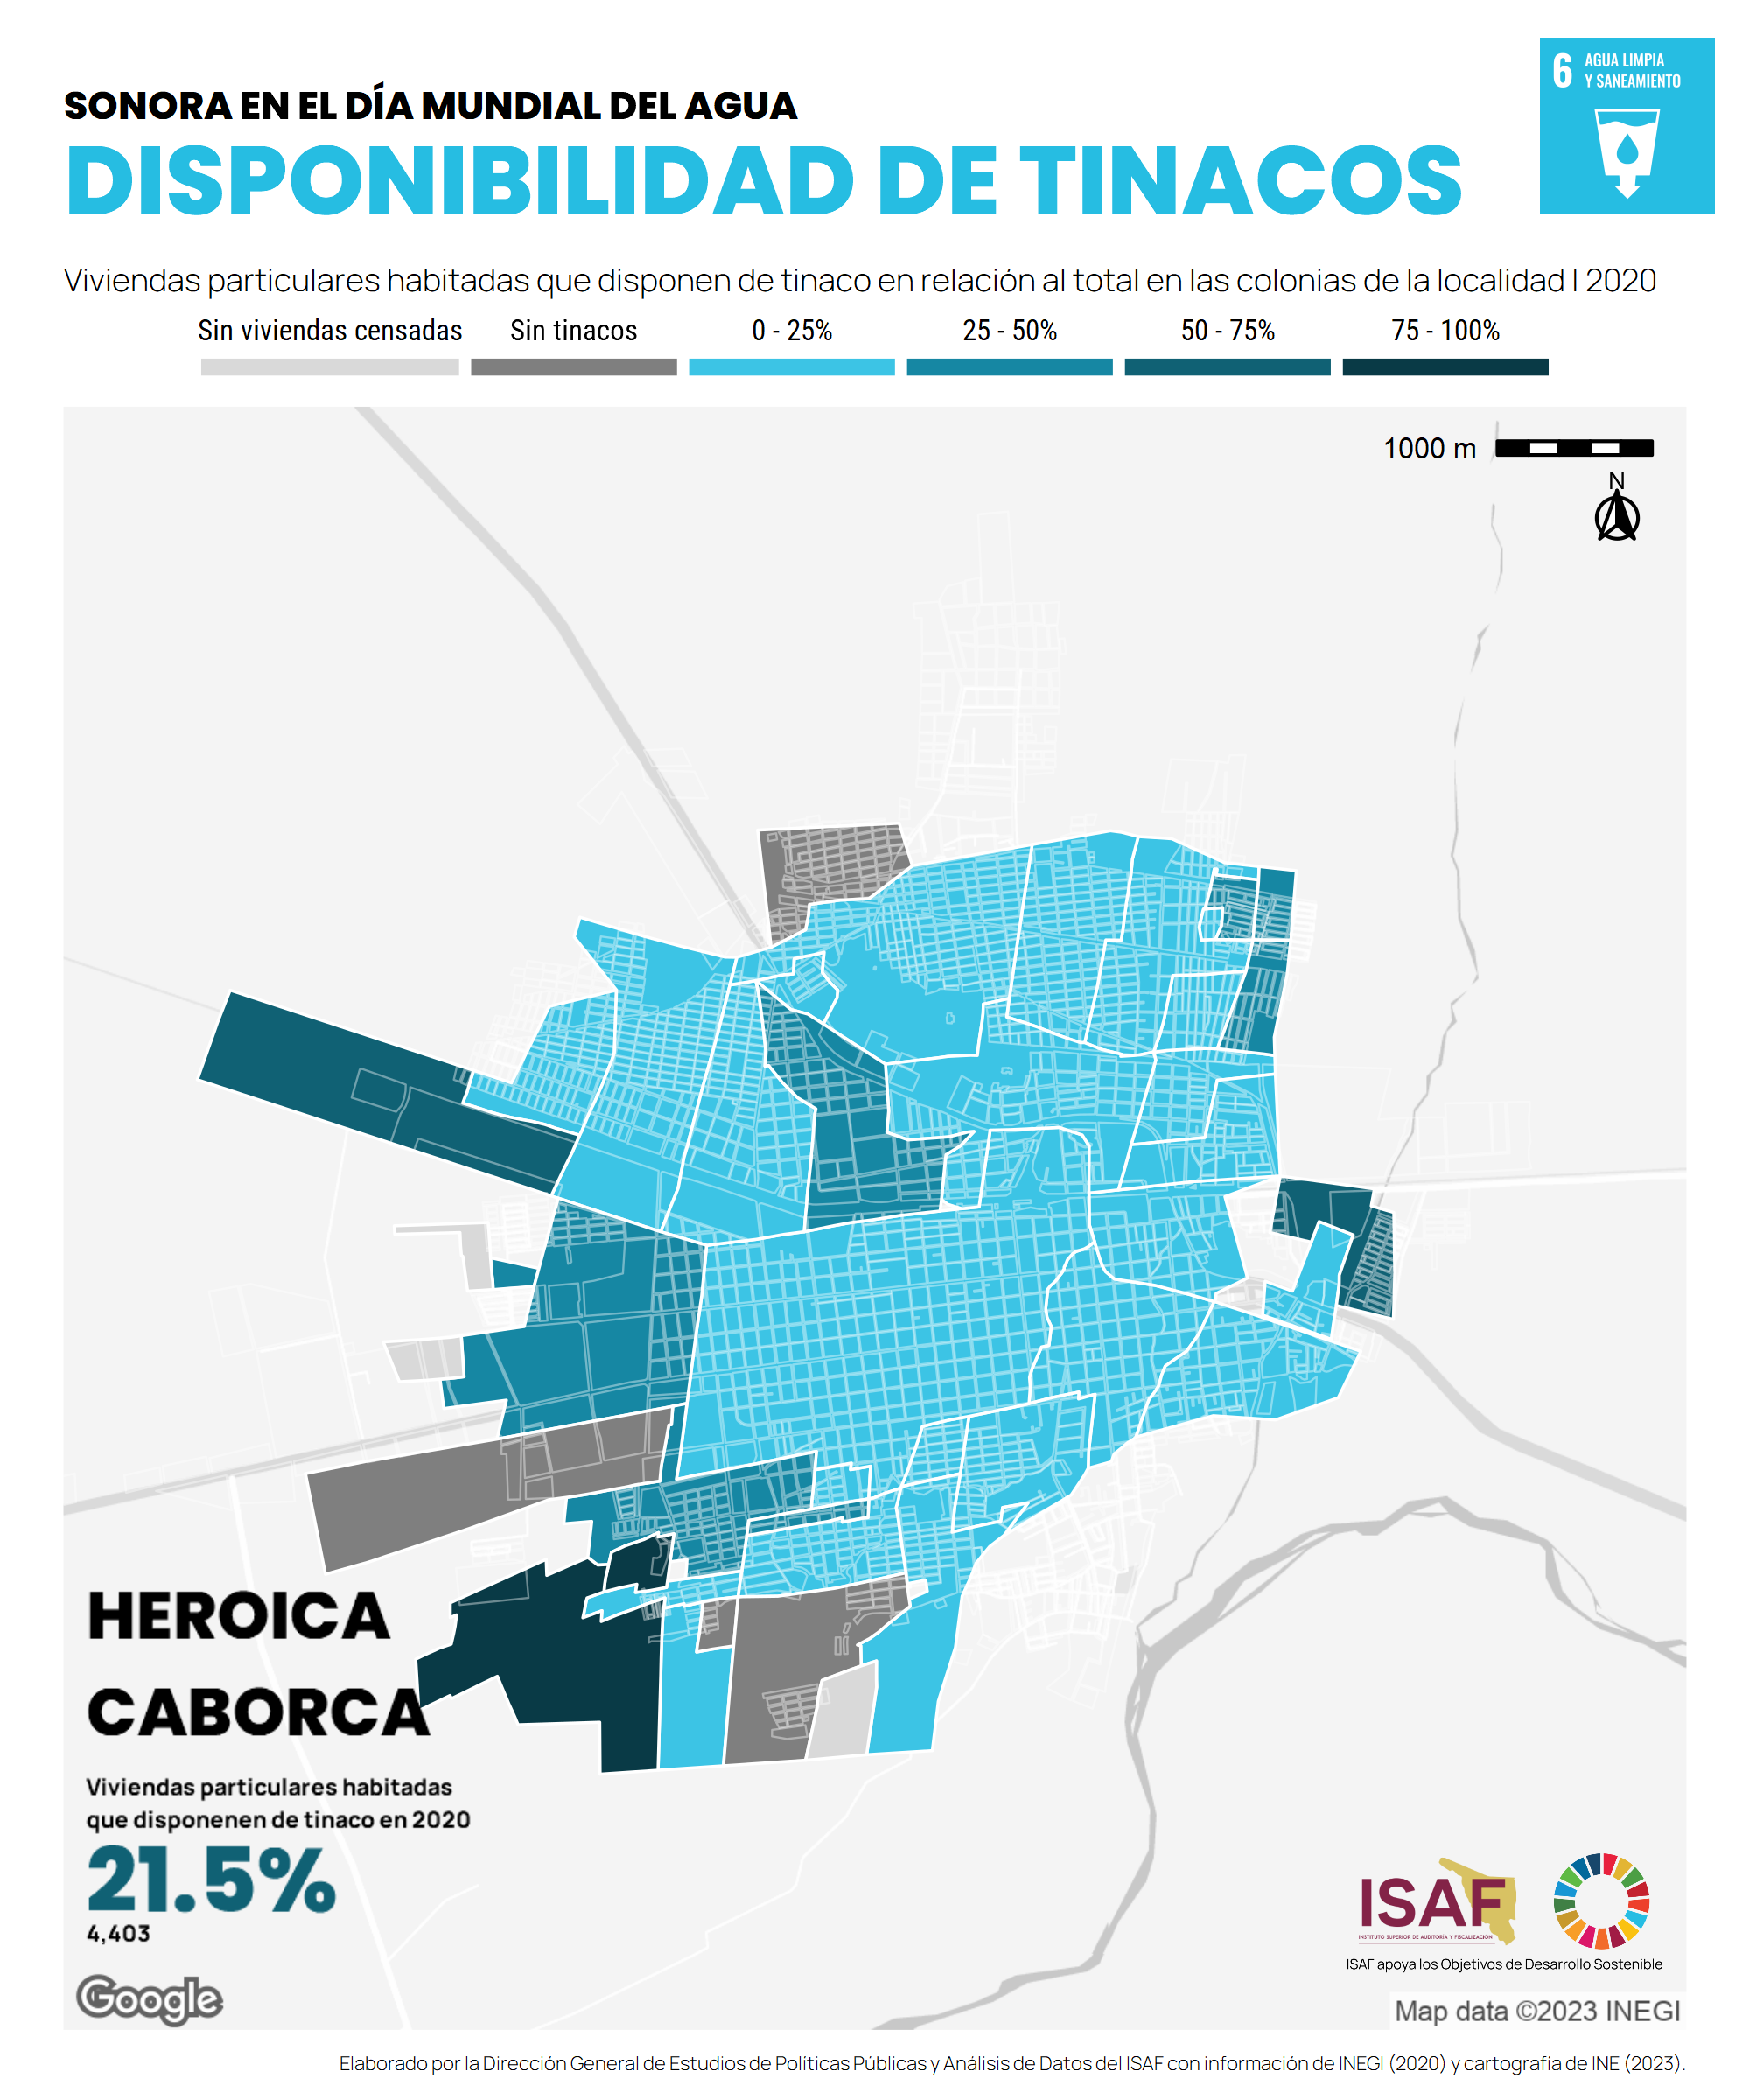 SONORA EN EL DÍA MUNDIAL DEL AGUA
DISPONIBILIDAD DE TINACOS
6 AGUA LIMPIA
Y SANEAMIENTO
Viviendas particulares habitadas que disponen de tinaco en relación al total en las colonias de la localidad | 2020
Sin viviendas censadas Sin tinacos 0 - 25% 25 - 50% 50 - 75% 75 - 100%
1000 m
N
HEROICA
CABORCA
Viviendas particulares habitadas
que disponenen de tinaco en 2020
21.5%
4,403
Google
ISAF
INSTITUTO SUPERIOR DE AUDITORÍA Y FISCALIZACIÓN
ISAF apoya los Objetivos de Desarrollo Sostenible
Map data ©2023 INEGI
Elaborado por la Dirección General de Estudios de Políticas Públicas y Análisis de Datos del ISAF con información de INEGI (2020) y cartografía de INE (2023).